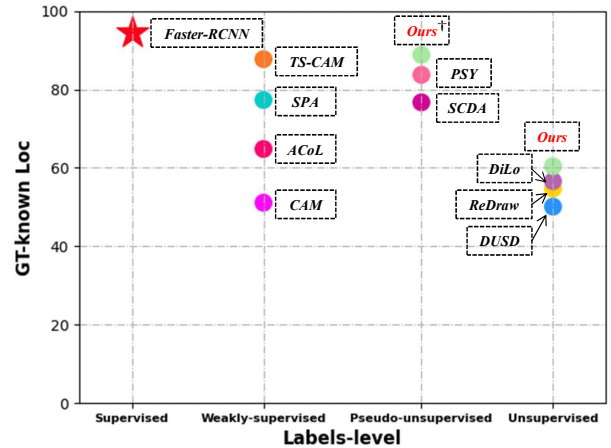 100
80
60
40
20
0
GT-known Loc
Faster-RCNN
TS-CAM
SPA
ACoL
CAM
Ours†
PSY
SCDA
Ours
DiLo
ReDraw
DUSD
Supervised
Weakly-supervised
Pseudo-unsupervised
Unsupervised
Labels-level